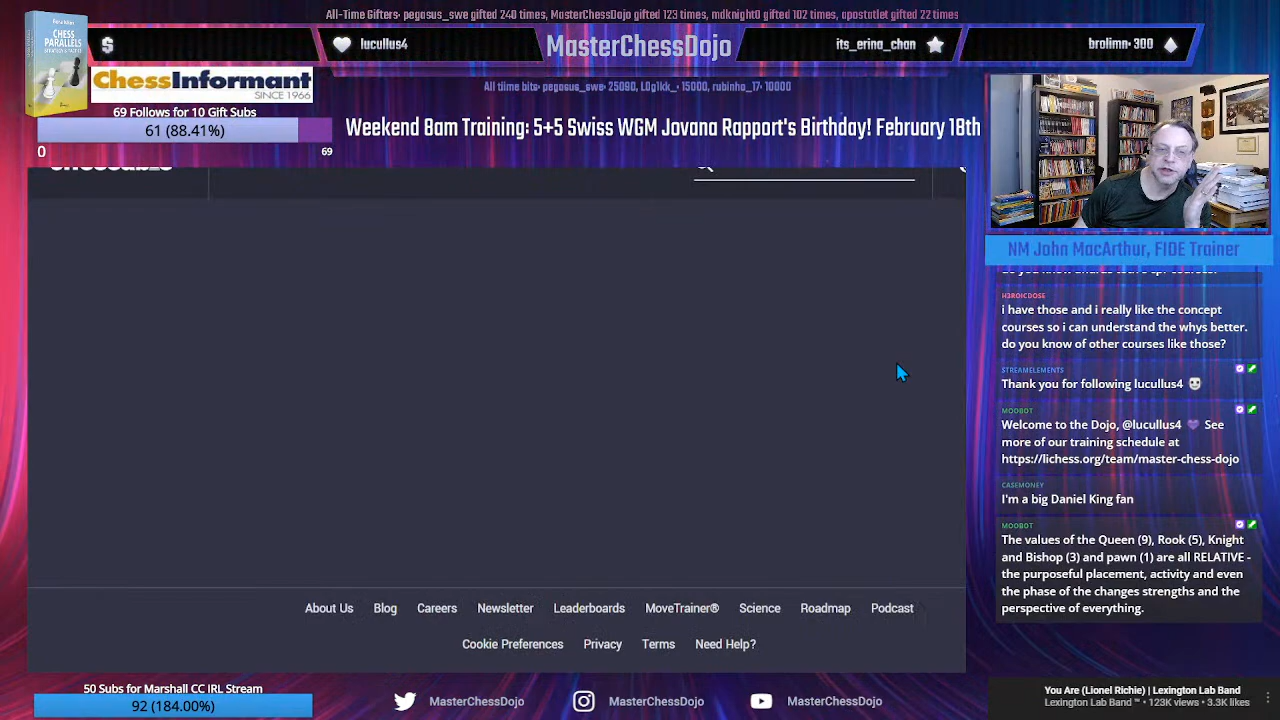 All-Time Gifters• pegasus_swe gifted 240 times, MasterChessDojo gifted 123 times, mdknight0 gifted 102 times, apostatlet gifted 22 times
CHESS
PARALLELS
$
lucullus4
MasterChessDojo
its_erina_chan
brolimn• 300
ChessInformant
SINCE 1966
All tiime bits• pegasus_swe• 25090, L0g1kk_• 15000, rubinho_17• 10000
69 Follows for 10 Gift Subs
61 (88.41%)
0
69
Weekend 8am Training: 5+5 Swiss WGM Jovana Rapport's Birthday! February 18th
NM John MacArthur, FIDE Trainer
H3ROICDOSE
i have those and i really like the concept
courses so i can understand the whys better.
do you know of other courses like those?
STREAMELEMENTS
Thank you for following lucullus4
MOOBOT
Welcome to the Dojo, @lucullus4 💜 See
more of our training schedule at
https://lichess.org/team/master-chess-dojo
CASEMONEY
I'm a big Daniel King fan
MOOBOT
The values of the Queen (9), Rook (5), Knight
and Bishop (3) and pawn (1) are all RELATIVE -
the purposeful placement, activity and even
the phase of the changes strengths and the
perspective of everything.
About Us Blog Careers Newsletter Leaderboards MoveTrainer® Science Roadmap Podcast
Cookie Preferences Privacy Terms Need Help?
50 Subs for Marshall CC IRL Stream
92 (184.00%)
MasterChessDojo
MasterChessDojo
MasterChessDojo
You Are (Lionel Richie) | Lexington Lab Band
Lexington Lab Band ™ • 123K views • 3.3K likes